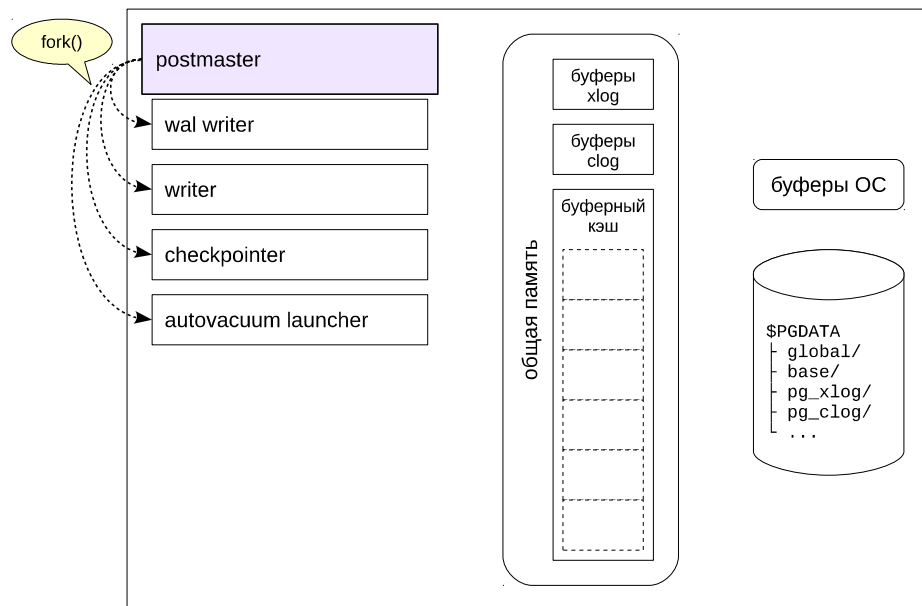 fork()
postmaster
wal writer
writer
checkpointer
autovacuum launcher
общая память
буферы
xlog
буферы
clog
буферный
кэш
буферы ОС
$PGDATA
global/
base/
pg_xlog/
pg_clog/
...